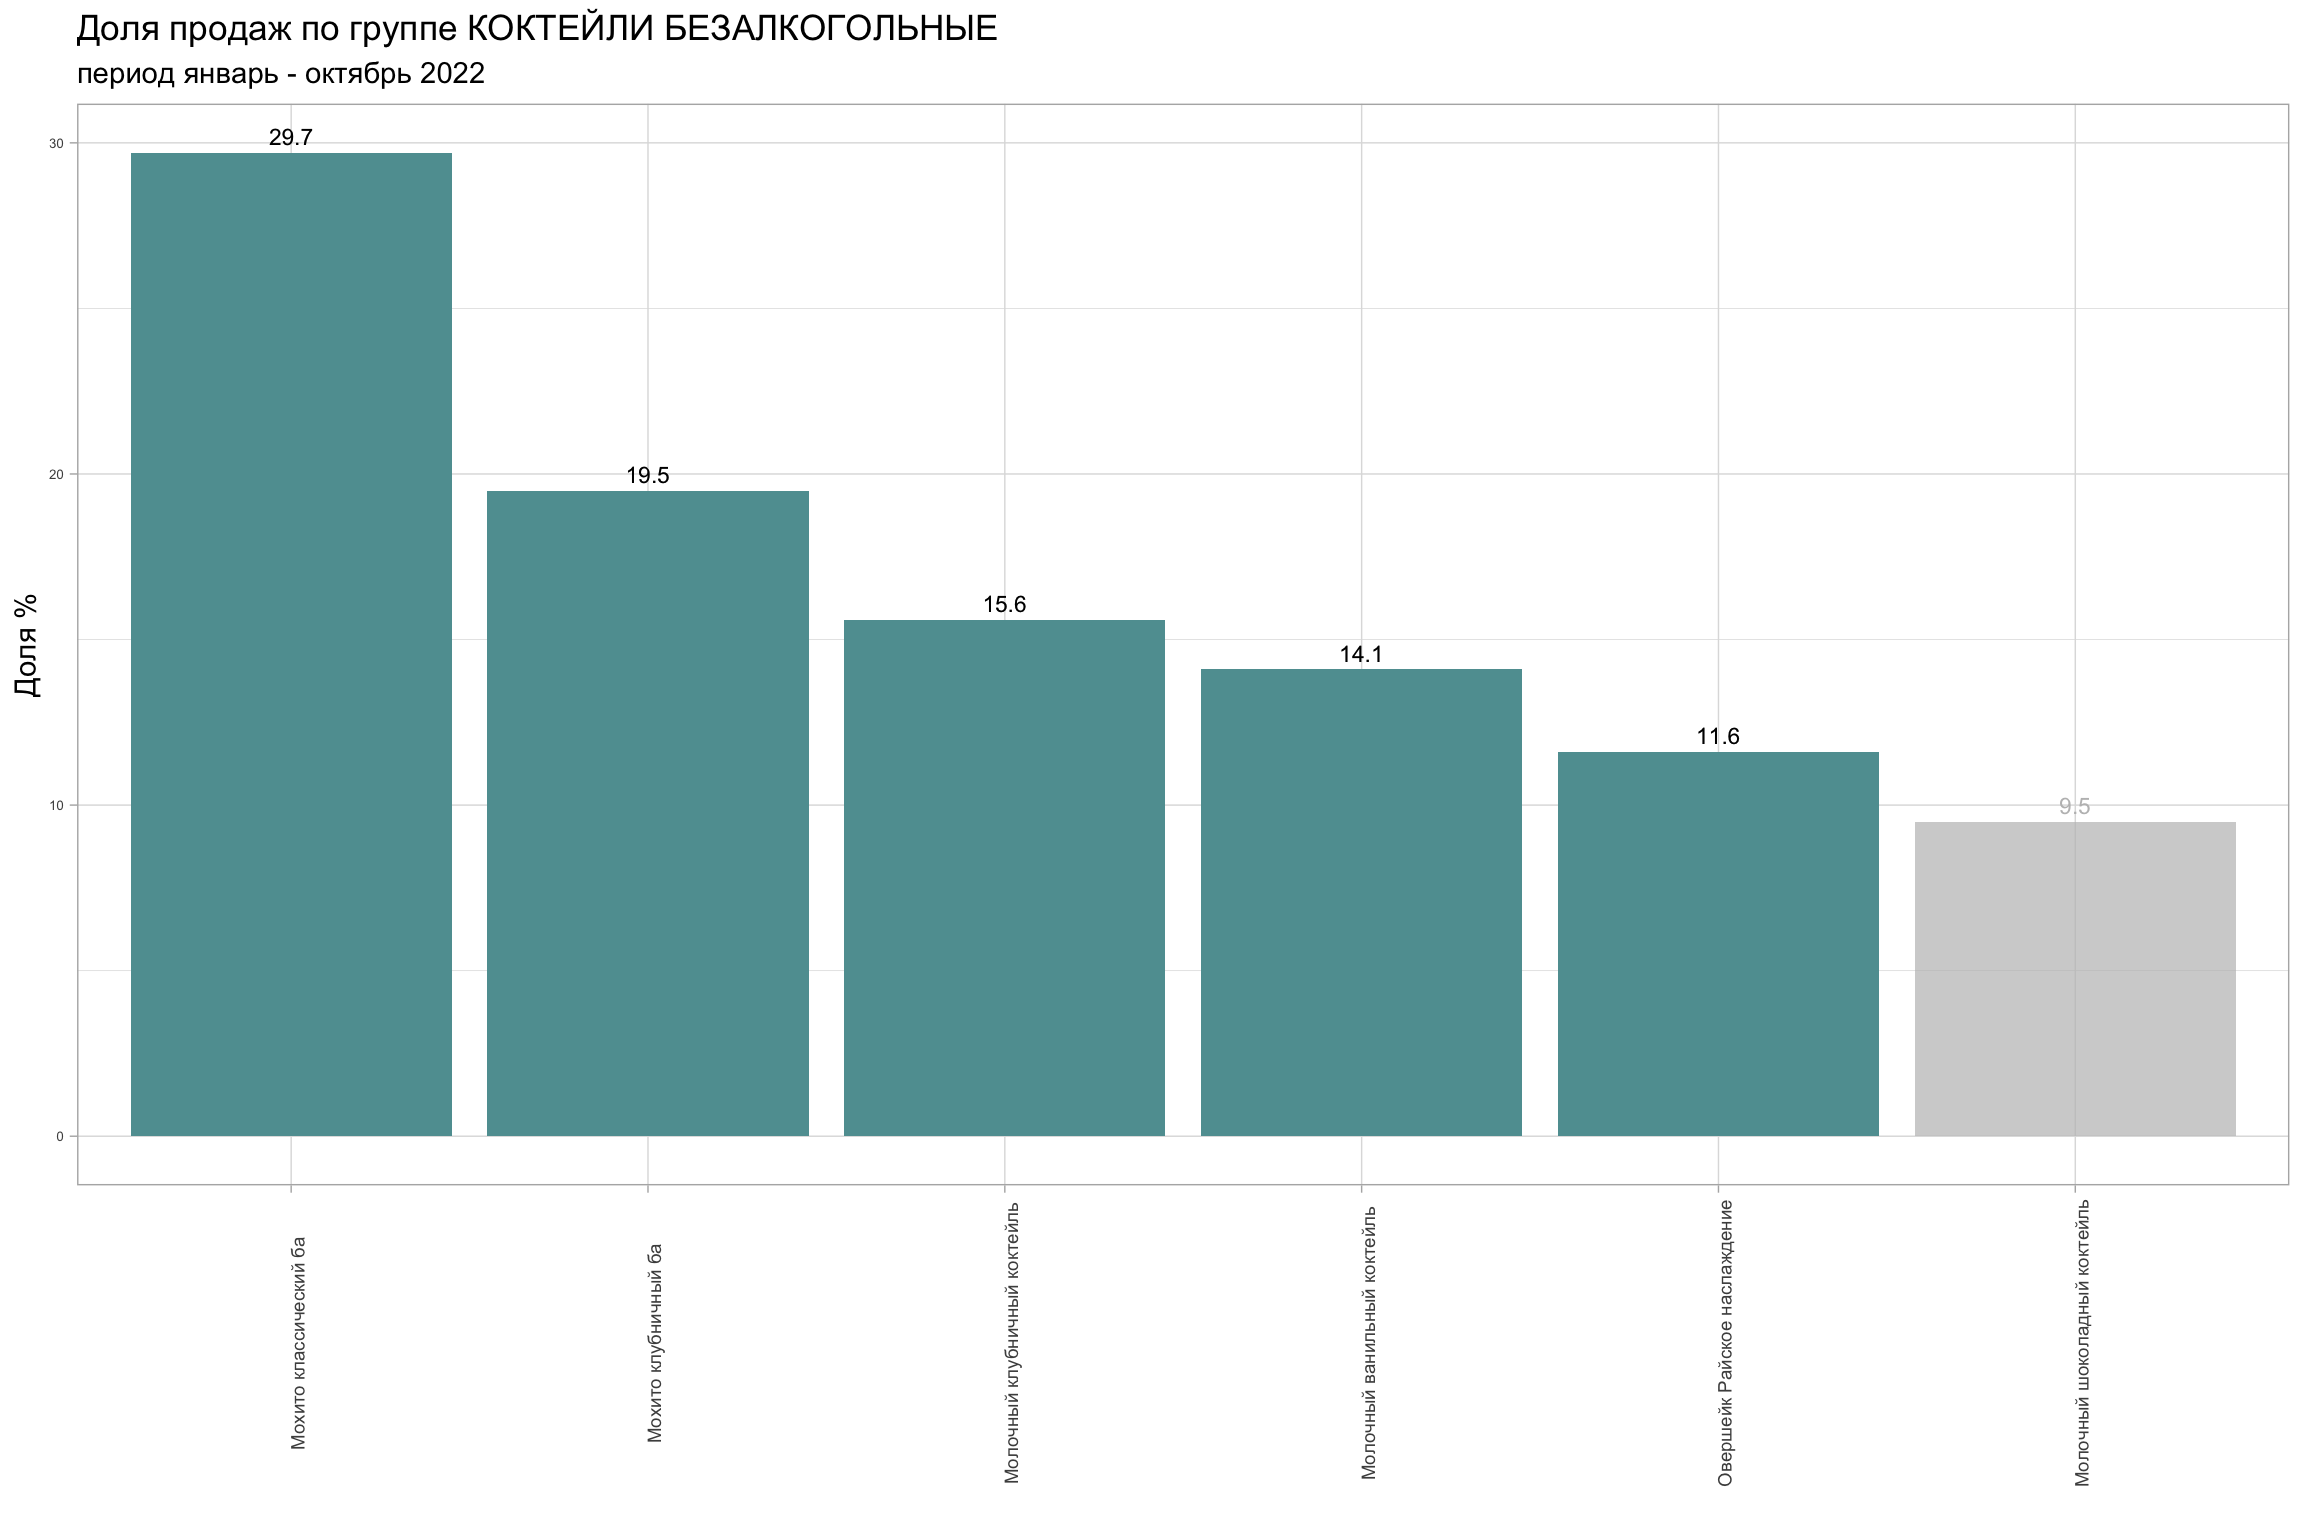 Доля продаж по группе КОКТЕЙЛИ БЕЗАЛКОГОЛЬНЫЕ
период январь - октябрь 2022
Доля %
30
20
10
0
29.7
19.5
15.6
14.1
11.6
9.5
Мохито классический ба
Мохито клубничный ба
Молочный клубничный коктейль
Молочный ванильный коктейль
Овершейк Райское наслаждение
Молочный шоколадный коктейль